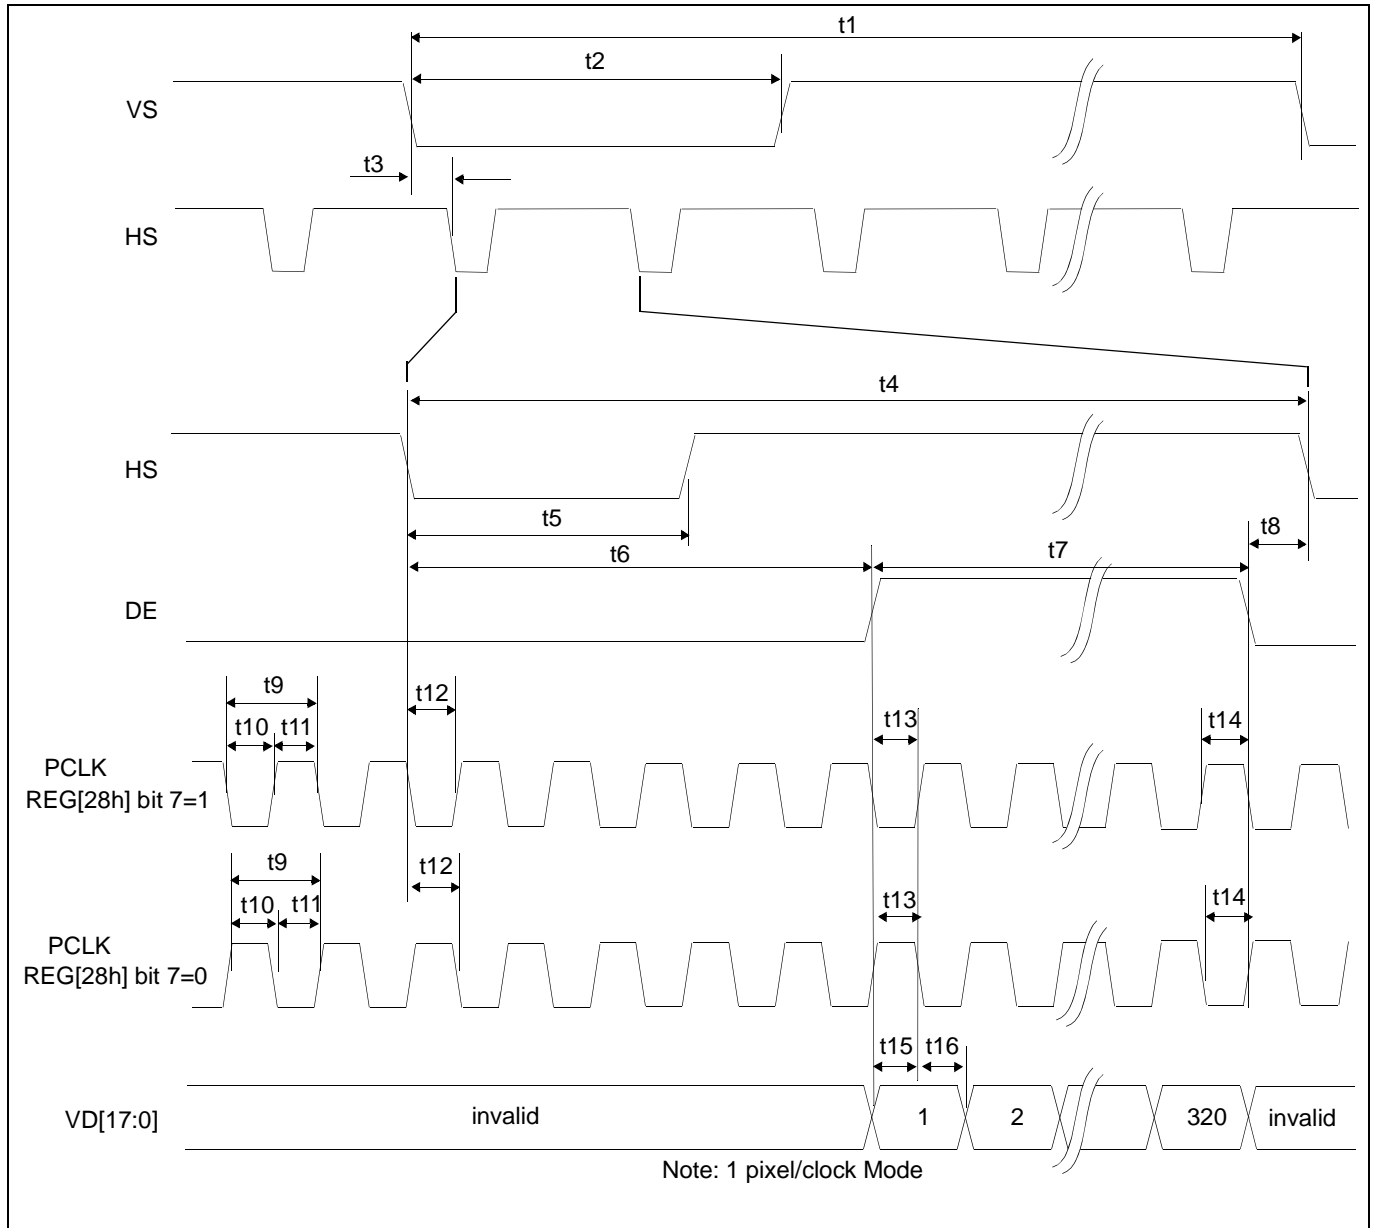 t1
t2
VS
t3
HS
t4
HS
t5
t8
t6
t7
DE
t9
t12
t10 t11
t13
t14
PCLK
REG[28h] bit 7=1
t9
t12
t10 t11
t13
t14
PCLK
REG[28h] bit 7=0
t15 t16
VD[17:0]
invalid
1
2
320
invalid
Note: 1 pixel/clock Mode